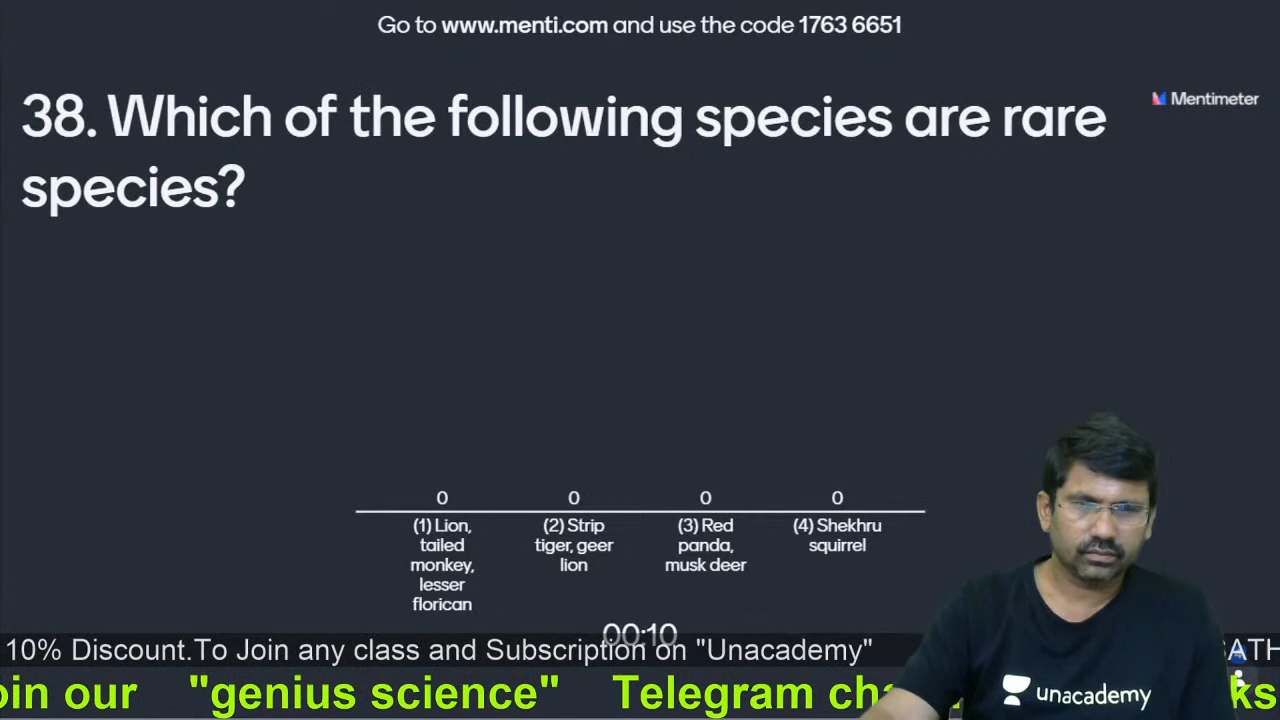 Go to www.menti.com and use the code 1763 6651
Mentimeter
38. Which of the following species are rare
species?
0
0
0
0
(1) Lion,
tailed
monkey,
lesser
florican
(2) Strip
tiger, geer
lion
(3) Red
panda,
musk deer
(4) Shekhru
squirrel
00:10
10% Discount.To Join any class and Subscription on "Unacademy"
"genius science" Telegram
unacademy